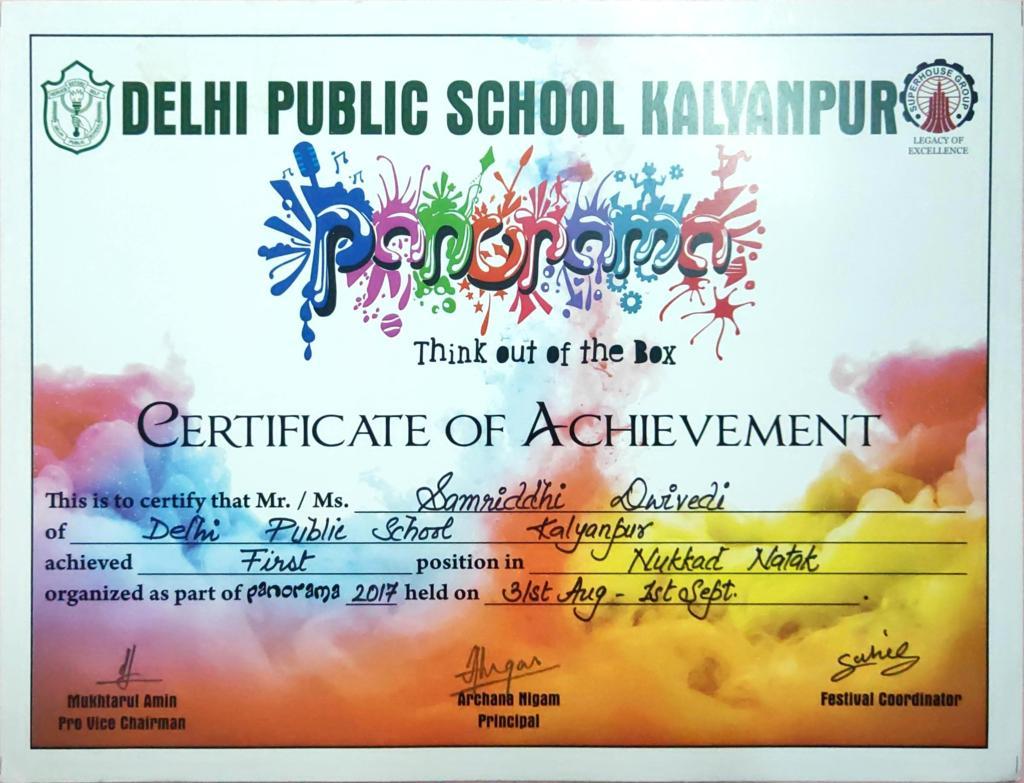 DELHI PUBLIC SCHOOL KALYANPUR
SUPERHOUSE GROUP
LEGACY OF
EXCELLENCE
panorama
Think out of the Box
CERTIFICATE OF ACHIEVEMENT
This is to certify that Mr. / Ms. Samriddhi Dwivedi
of Delhi Public School Kalyanpur
achieved First position in Nukkad Natak
organized as part of panorama 2017 held on 31st Aug - 1st Sept.
Mukhtarul Amin
Pro Vice Chairman
Archana Nigam
Principal
Festival Coordinator